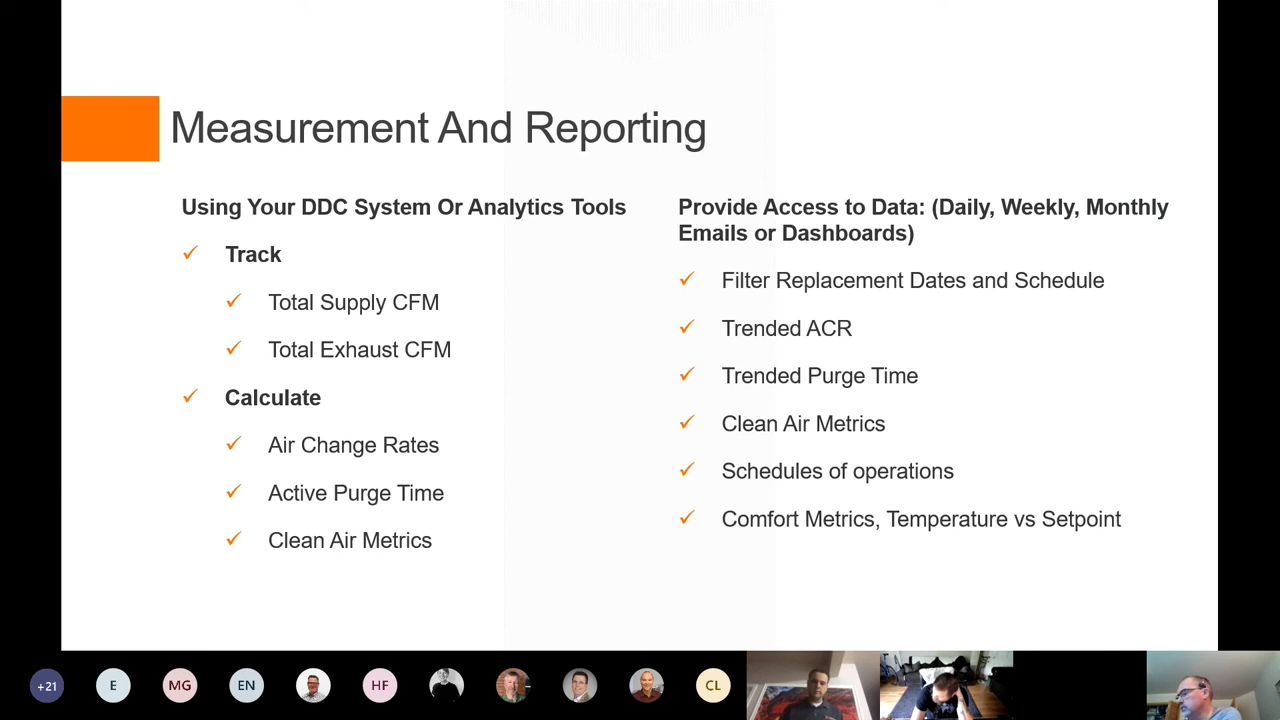 Measurement And Reporting
Using Your DDC System Or Analytics Tools
Track
Total Supply CFM
Total Exhaust CFM
Calculate
Air Change Rates
Active Purge Time
Clean Air Metrics
Provide Access to Data: (Daily, Weekly, Monthly
Emails or Dashboards)
Filter Replacement Dates and Schedule
Trended ACR
Trended Purge Time
Clean Air Metrics
Schedules of operations
Comfort Metrics, Temperature vs Setpoint
+21
E
MG
EN
HF
CL